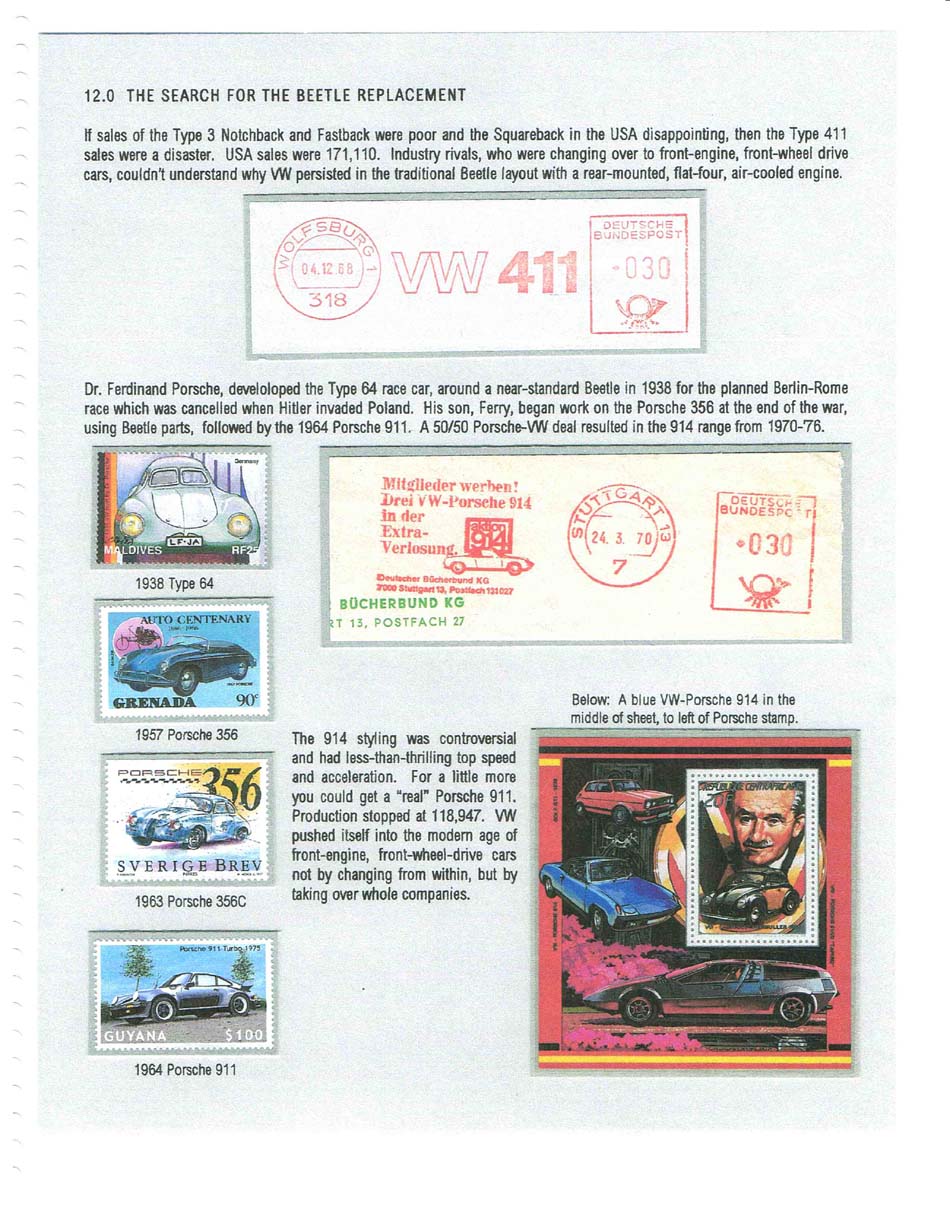 12.0 THE SEARCH FOR THE BEETLE REPLACEMENT
If sales of the Type 3 Notchback and Fastback were poor and the Squareback in the USA disappointing, then the Type 411
sales were a disaster. USA sales were 171,110. Industry rivals, who were changing over to front-engine, front-wheel drive
cars, couldn't understand why VW persisted in the traditional Beetle layout with a rear-mounted, flat-four, air-cooled engine.
WOLFSBURG 1
04.12.68
318
VW 411
DEUTSCHE
BUNDESPOST
030
Dr. Ferdinand Porsche, develoloped the Type 64 race car, around a near-standard Beetle in 1938 for the planned Berlin-Rome
race which was cancelled when Hitler invaded Poland. His son, Ferry, began work on the Porsche 356 at the end of the war,
using Beetle parts, followed by the 1964 Porsche 911. A 50/50 Porsche-VW deal resulted in the 914 range from 1970-'76.
Germany
LF-JA
MALDIVES RF25
1938 Type 64
Mitglieder werben!
Drei VW-Porsche 914
in der
Extra-
Verlosung.
aktion
914
Deutscher Bücherbund KG
7000 Stuttgart 13, Postfach 131027
BÜCHERBUND KG
RT 13, POSTFACH 27
STUTTGART 13
24. 3. 70
7
DEUTSCHE
BUNDESPOST
030
AUTO CENTENARY
GRENADA 90c
1957 Porsche 356
PORSCHE 356
SVERIGE BREV
1963 Porsche 356C
Porsche 911-Turbo 1975
GUYANA $100
1964 Porsche 911
The 914 styling was controversial
and had less-than-thrilling top speed
and acceleration. For a little more
you could get a "real" Porsche 911.
Production stopped at 118,947. VW
pushed itself into the modern age of
front-engine, front-wheel-drive cars
not by changing from within, but by
taking over whole companies.
Below: A blue VW-Porsche 914 in the
middle of sheet, to left of Porsche stamp.
REPUBLIQUE CENTRAFRICAINE